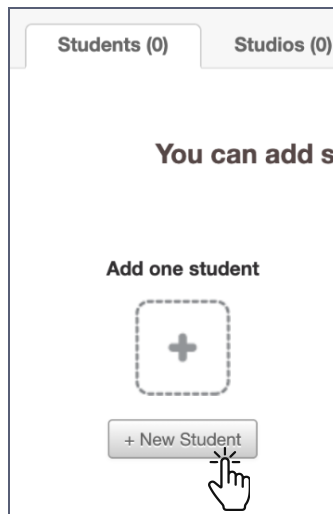 Students (0) Studios (0)
You can add s
Add one student
+ New Student